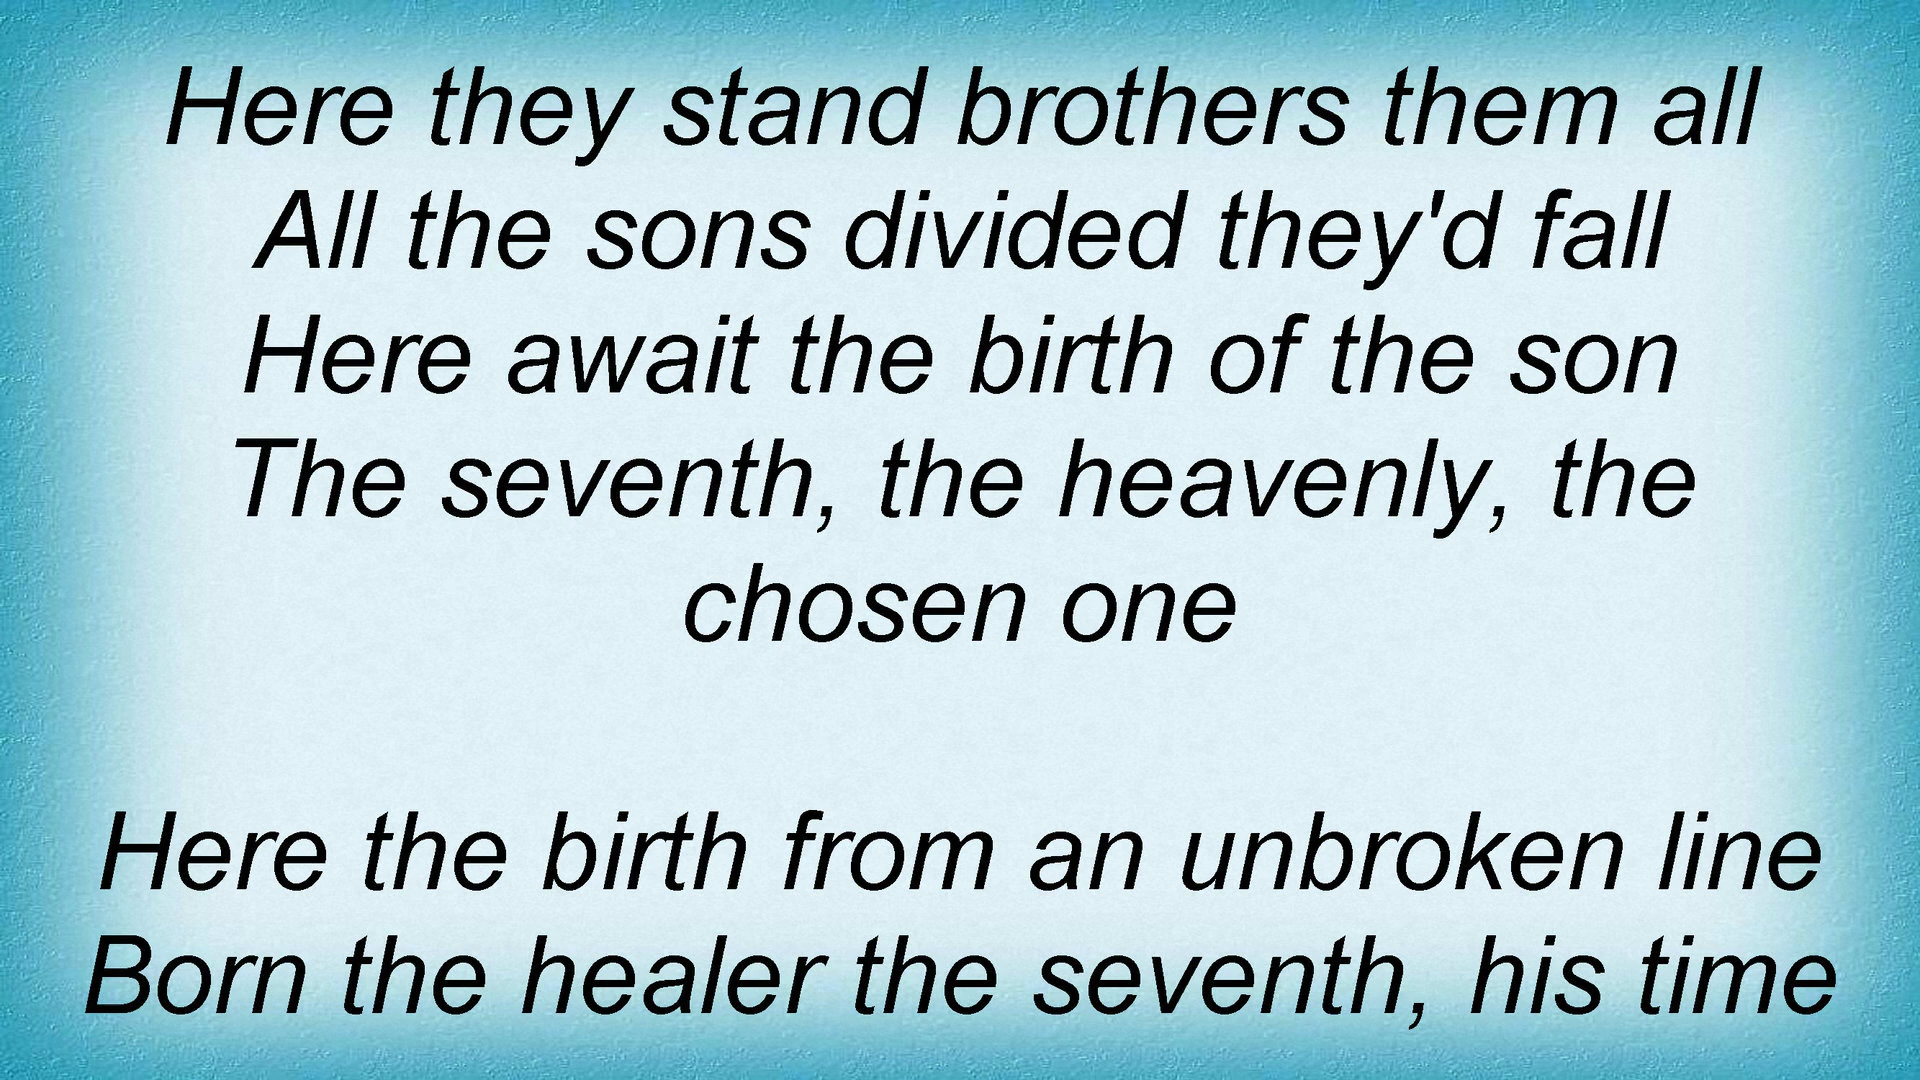 Here they stand brothers them all
All the sons divided they'd fall
Here await the birth of the son
The seventh, the heavenly, the
chosen one
Here the birth from an unbroken line
Born the healer the seventh, his time